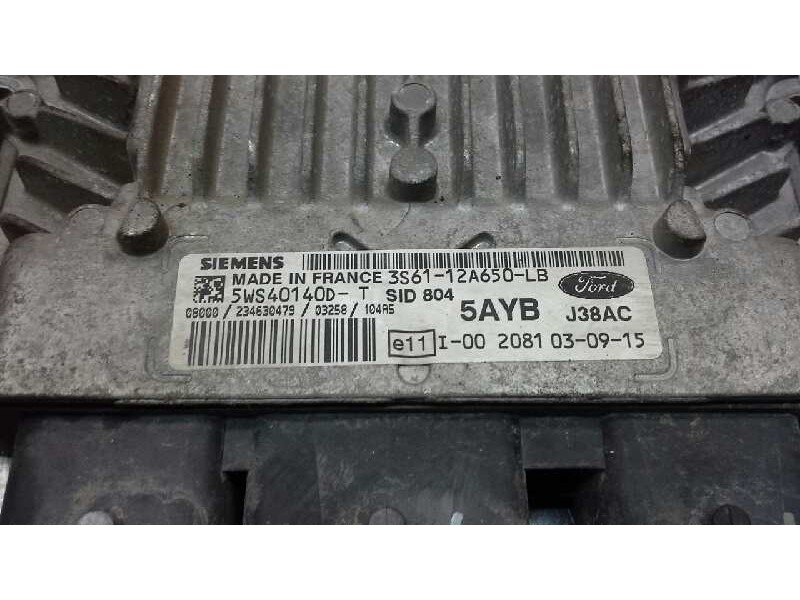 SIEMENS
MADE IN FRANCE 3S61-12A650-LB
Ford
5WS40140D- T SID 804
5AYB J38AC
08000 / 234630479 / 03258 / 104A5
e11 I-00 2081 03-09-15